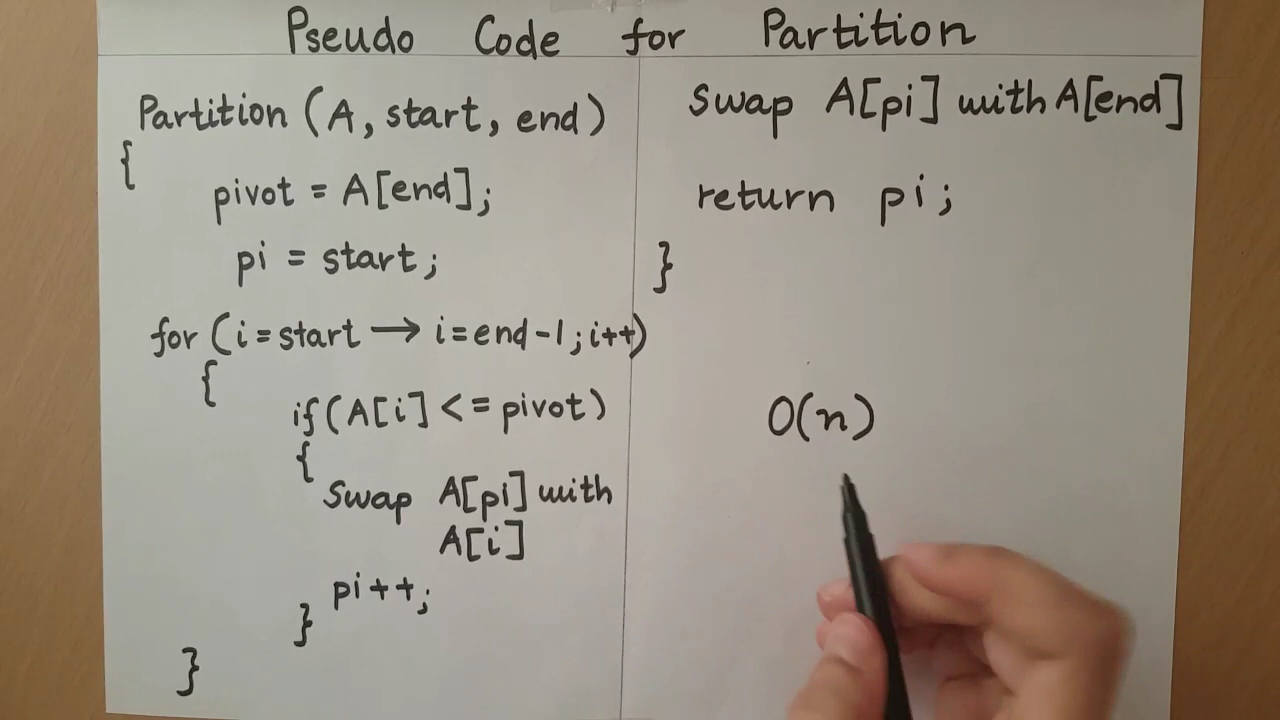 Pseudo Code for Partition
Partition (A, start, end)
{
pivot = A[end];
pi = start;
for (i=start → i=end-1; i++)
{
if (A[i] <= pivot)
{
Swap A[pi] with
A[i]
pi++;
}
}
swap A[pi] with A[end]
return pi;
}
O(n)